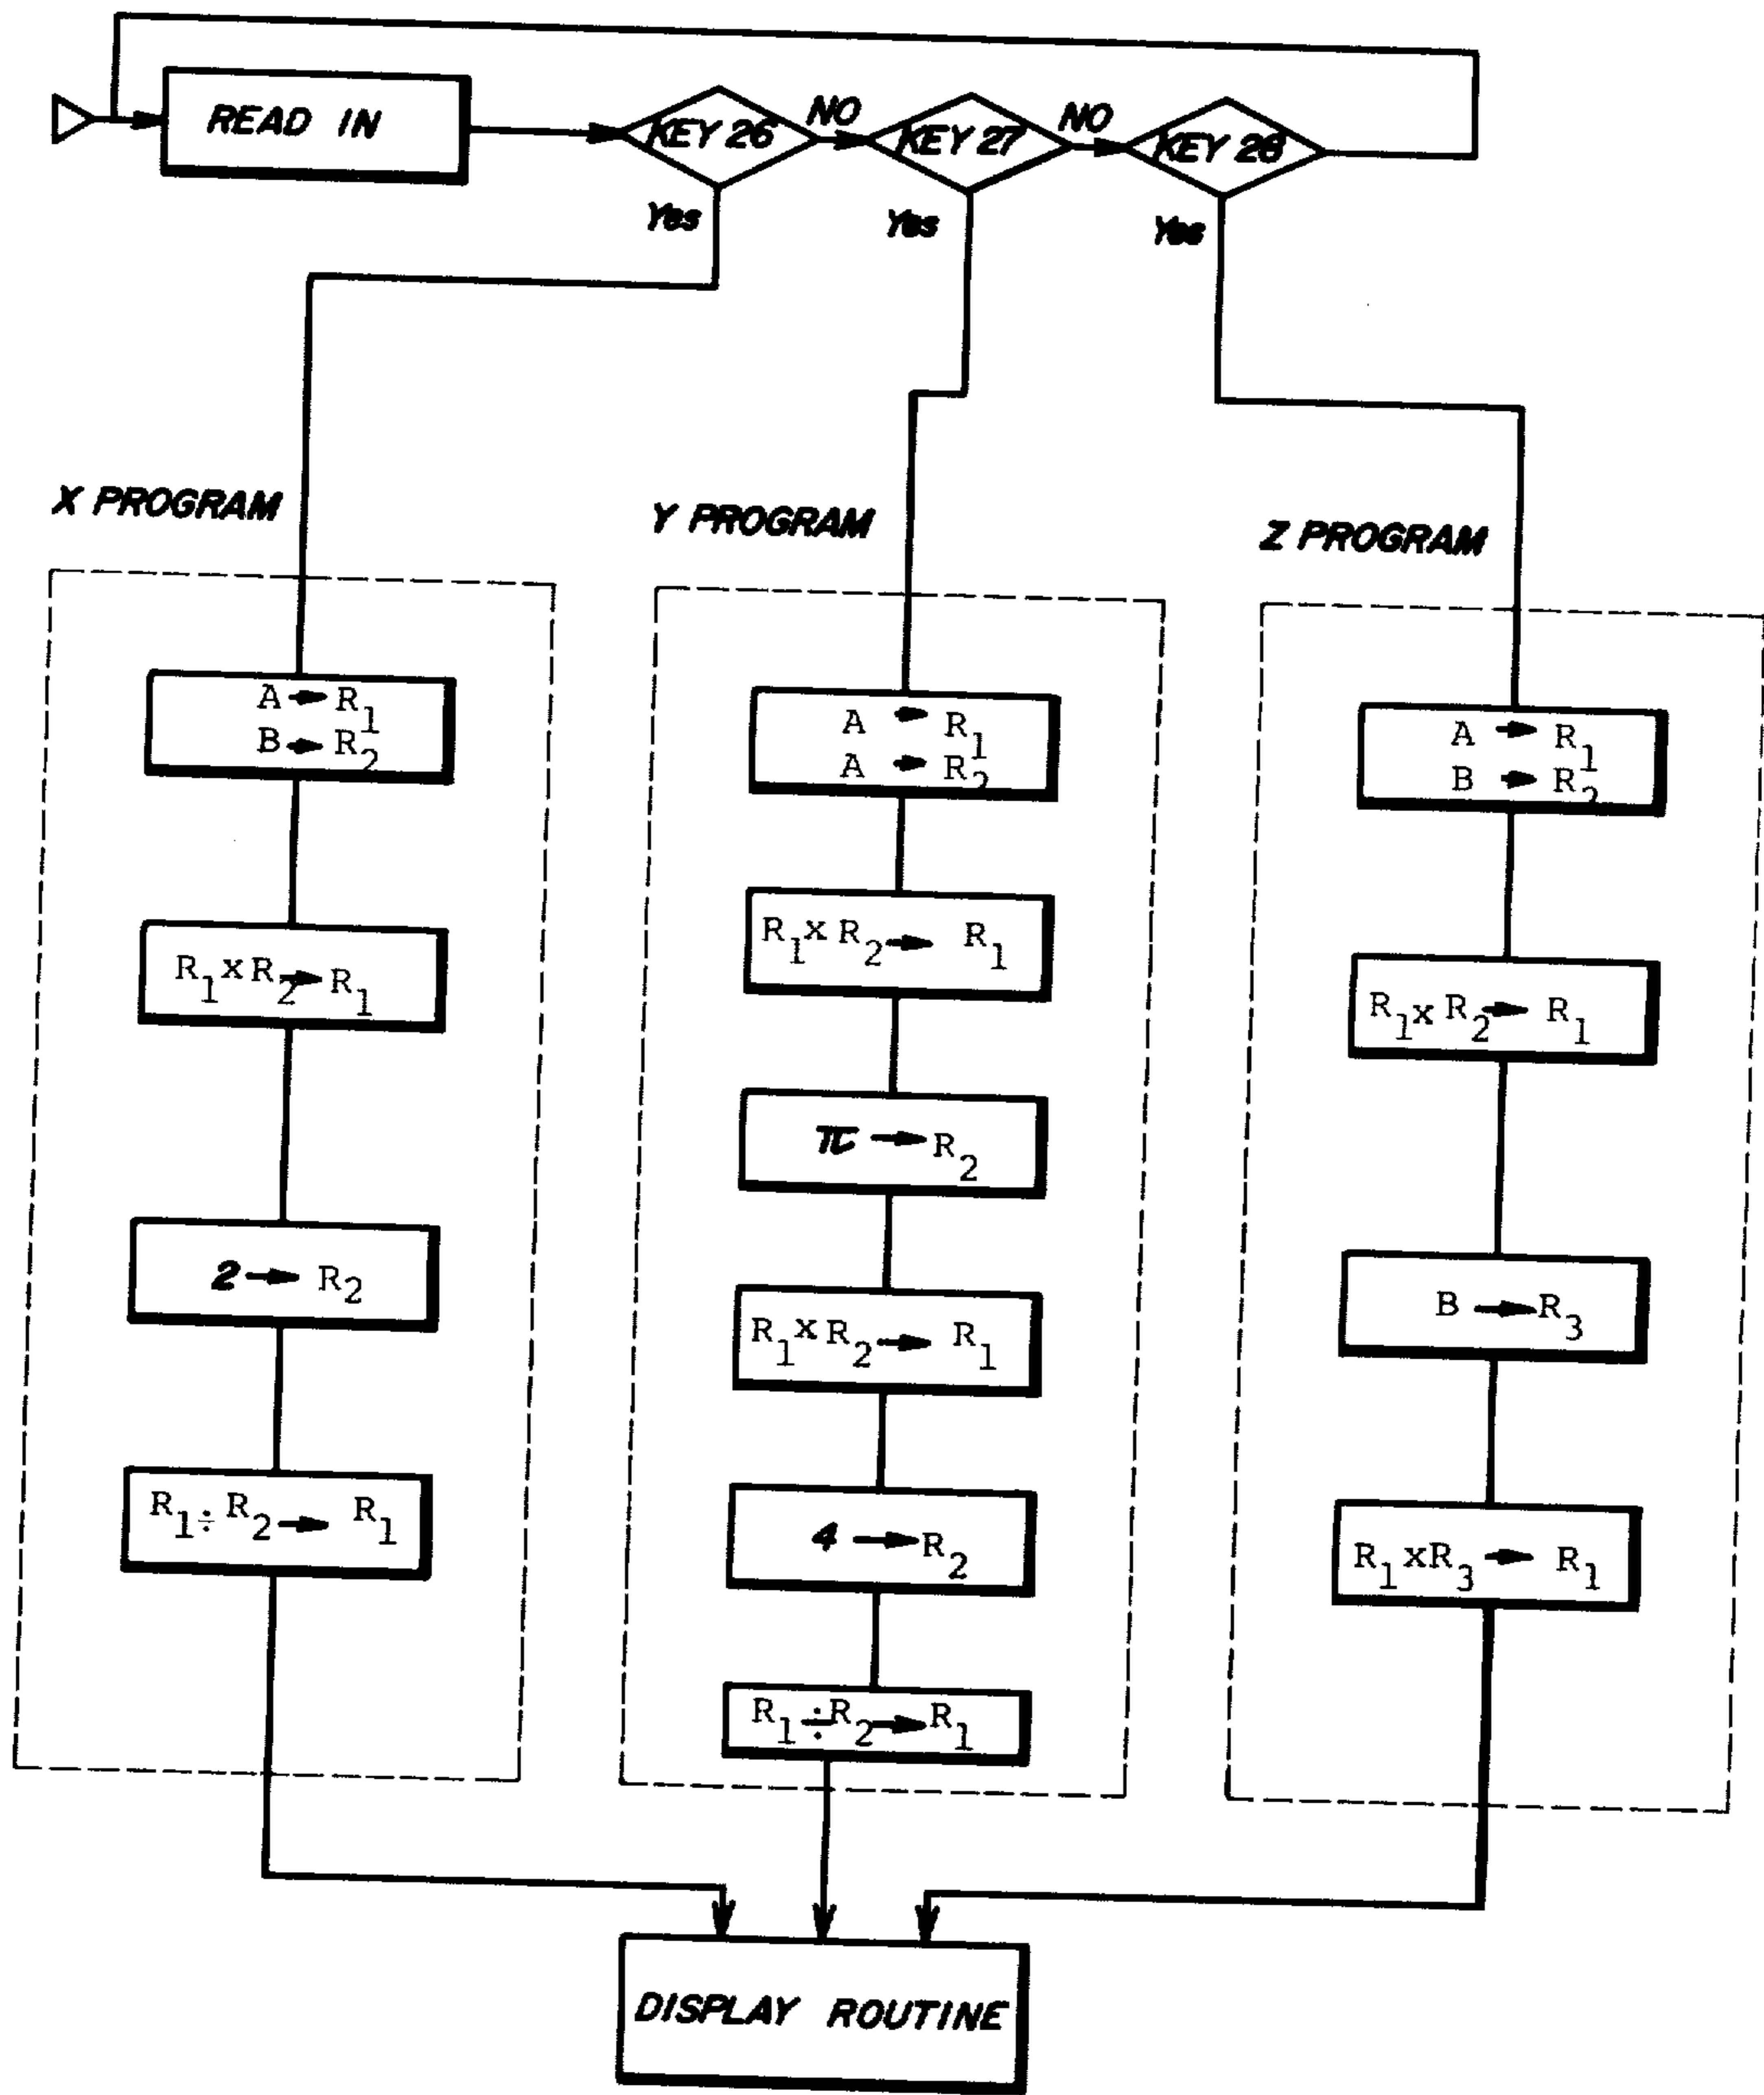 READ IN
KEY 26
NO
KEY 27
NO
KEY 28
Yes
Yes
Yes
X PROGRAM
A → R₁
B → R₂
R₁ x R₂ → R₁
2 → R₂
R₁ ÷ R₂ → R₁
Y PROGRAM
A → R₁
A → R₂
R₁ x R₂ → R₁
π → R₂
R₁ x R₂ → R₁
4 → R₂
R₁ ÷ R₂ → R₁
Z PROGRAM
A → R₁
B → R₂
R₁ x R₂ → R₁
B → R₃
R₁ x R₃ → R₁
DISPLAY ROUTINE